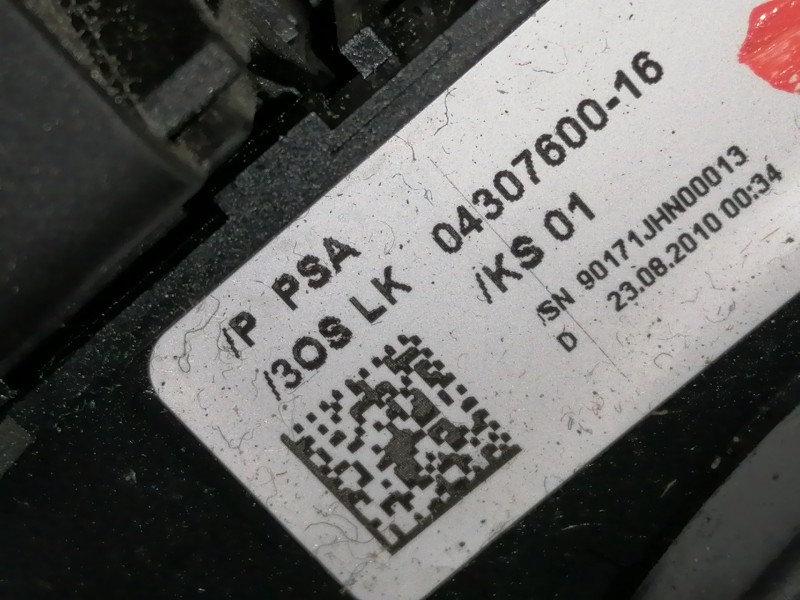 /P PSA 04307600-16
/3OS LK /KS 01
/SN 90171JHN00013
D 23.08.2010 00:34